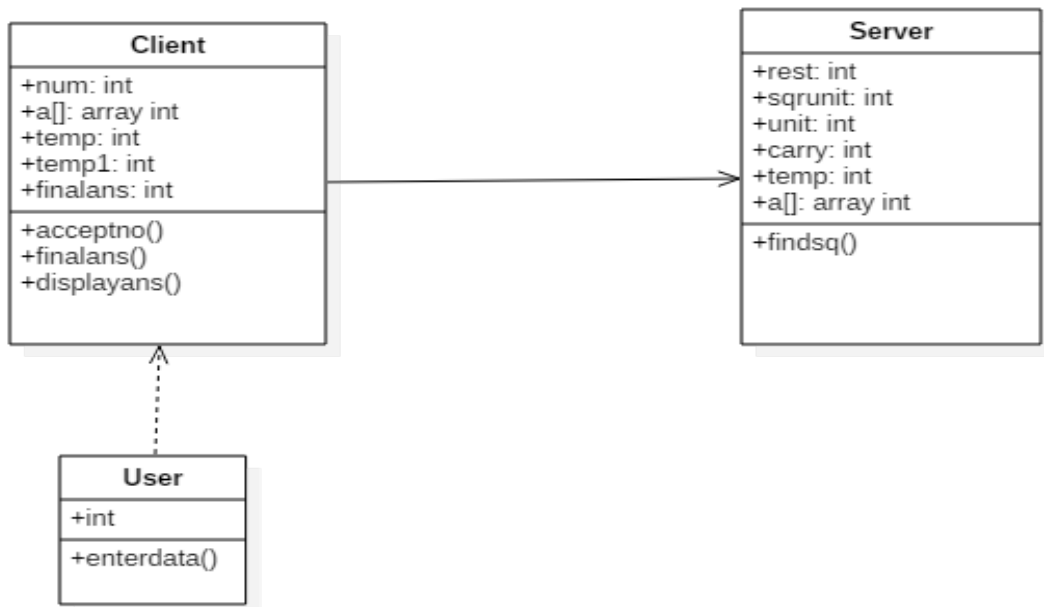 Client
+num: int
+a[]: array int
+temp: int
+temp1: int
+finalans: int
+acceptno()
+finalans()
+displayans()
Server
+rest: int
+sqrunit: int
+unit: int
+carry: int
+temp: int
+a[]: array int
+findsq()
User
+int
+enterdata()